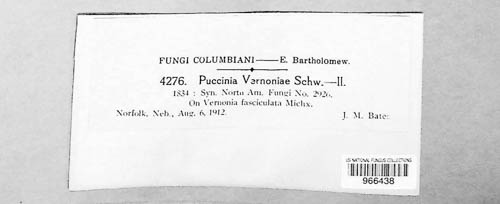 FUNGI COLUMBIANI——E. Bartholomew.
4276. Puccinia Vernoniae Schw.—II.
1834 : Syn. North Am. Fungi No. 2926.
On Vernonia fasciculata Michx.
Norfolk, Neb., Aug. 6, 1912. J. M. Bates
US NATIONAL FUNGUS COLLECTIONS
966438